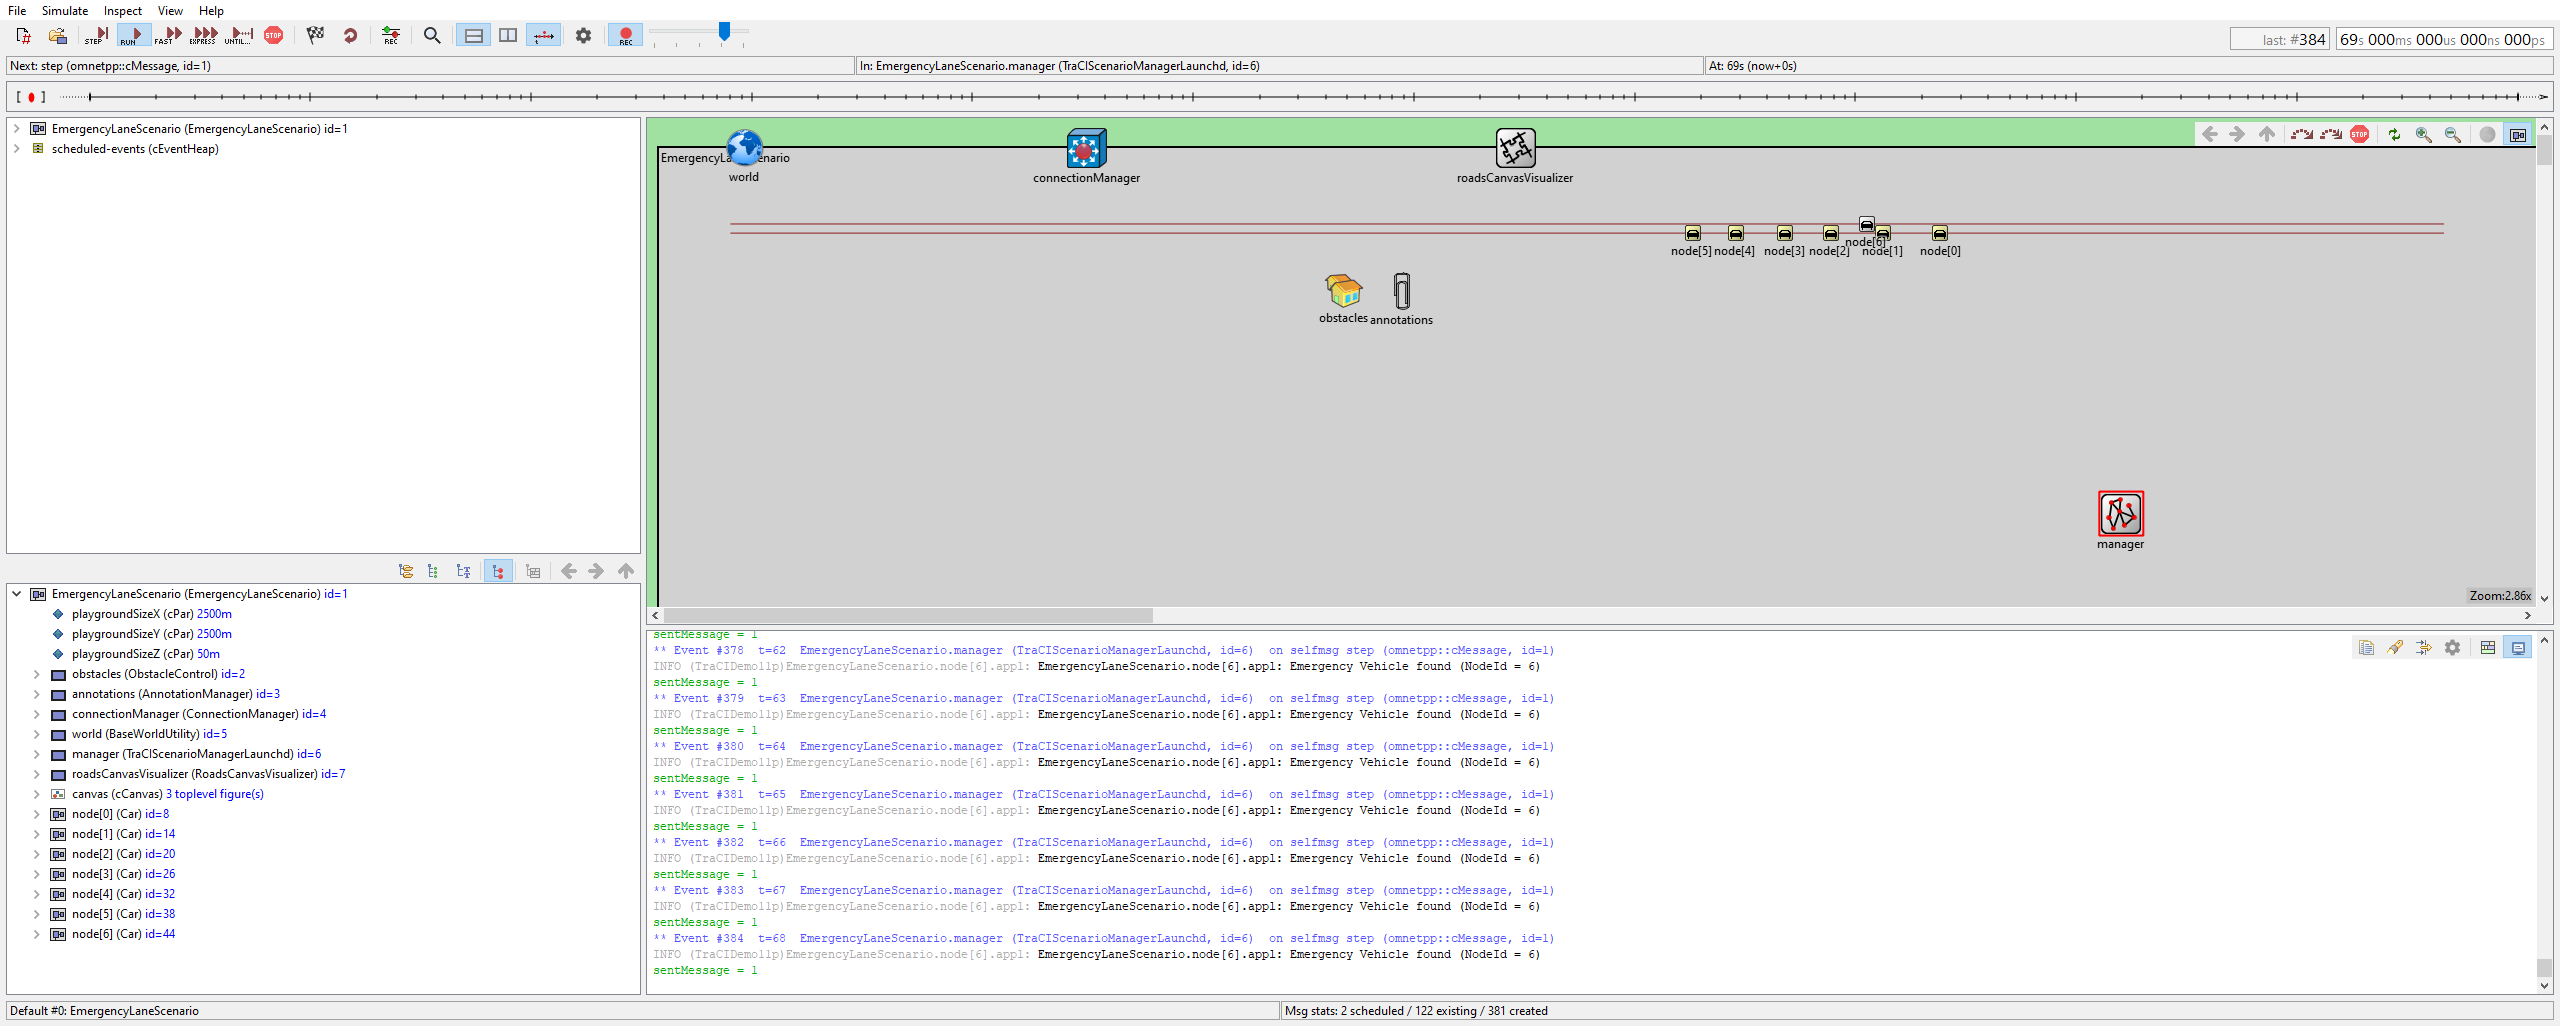 File Simulate Inspect View Help
STEP RUN FAST EXPRESS UNTIL... STOP REC REC last: #384 69s 000ms 000us 000ns 000ps
Next: step (omnetpp::cMessage, id=1) In: EmergencyLaneScenario.manager (TraCIScenarioManagerLaunchd, id=6) At: 69s (now+0s)
EmergencyLaneScenario (EmergencyLaneScenario) id=1
scheduled-events (cEventHeap)
EmergencyLaneScenario (EmergencyLaneScenario) id=1
playgroundSizeX (cPar) 2500m
playgroundSizeY (cPar) 2500m
playgroundSizeZ (cPar) 50m
obstacles (ObstacleControl) id=2
annotations (AnnotationManager) id=3
connectionManager (ConnectionManager) id=4
world (BaseWorldUtility) id=5
manager (TraCIScenarioManagerLaunchd) id=6
roadsCanvasVisualizer (RoadsCanvasVisualizer) id=7
canvas (cCanvas) 3 toplevel figure(s)
node[0] (Car) id=8
node[1] (Car) id=14
node[2] (Car) id=20
node[3] (Car) id=26
node[4] (Car) id=32
node[5] (Car) id=38
node[6] (Car) id=44
STOP
world connectionManager roadsCanvasVisualizer
node[6]
node[5] node[4] node[3] node[2] node[1] node[0]
obstacles annotations
manager
Zoom:2.86x
sentMessage = 1
** Event #378 t=62 EmergencyLaneScenario.manager (TraCIScenarioManagerLaunchd, id=6) on selfmsg step (omnetpp::cMessage, id=1)
INFO (TraCIDemo11p)EmergencyLaneScenario.node[6].appl: EmergencyLaneScenario.node[6].appl: Emergency Vehicle found (NodeId = 6)
sentMessage = 1
** Event #379 t=63 EmergencyLaneScenario.manager (TraCIScenarioManagerLaunchd, id=6) on selfmsg step (omnetpp::cMessage, id=1)
INFO (TraCIDemo11p)EmergencyLaneScenario.node[6].appl: EmergencyLaneScenario.node[6].appl: Emergency Vehicle found (NodeId = 6)
sentMessage = 1
** Event #380 t=64 EmergencyLaneScenario.manager (TraCIScenarioManagerLaunchd, id=6) on selfmsg step (omnetpp::cMessage, id=1)
INFO (TraCIDemo11p)EmergencyLaneScenario.node[6].appl: EmergencyLaneScenario.node[6].appl: Emergency Vehicle found (NodeId = 6)
sentMessage = 1
** Event #381 t=65 EmergencyLaneScenario.manager (TraCIScenarioManagerLaunchd, id=6) on selfmsg step (omnetpp::cMessage, id=1)
INFO (TraCIDemo11p)EmergencyLaneScenario.node[6].appl: EmergencyLaneScenario.node[6].appl: Emergency Vehicle found (NodeId = 6)
sentMessage = 1
** Event #382 t=66 EmergencyLaneScenario.manager (TraCIScenarioManagerLaunchd, id=6) on selfmsg step (omnetpp::cMessage, id=1)
INFO (TraCIDemo11p)EmergencyLaneScenario.node[6].appl: EmergencyLaneScenario.node[6].appl: Emergency Vehicle found (NodeId = 6)
sentMessage = 1
** Event #383 t=67 EmergencyLaneScenario.manager (TraCIScenarioManagerLaunchd, id=6) on selfmsg step (omnetpp::cMessage, id=1)
INFO (TraCIDemo11p)EmergencyLaneScenario.node[6].appl: EmergencyLaneScenario.node[6].appl: Emergency Vehicle found (NodeId = 6)
sentMessage = 1
** Event #384 t=68 EmergencyLaneScenario.manager (TraCIScenarioManagerLaunchd, id=6) on selfmsg step (omnetpp::cMessage, id=1)
INFO (TraCIDemo11p)EmergencyLaneScenario.node[6].appl: EmergencyLaneScenario.node[6].appl: Emergency Vehicle found (NodeId = 6)
sentMessage = 1
Default #0: EmergencyLaneScenario Msg stats: 2 scheduled / 122 existing / 381 created